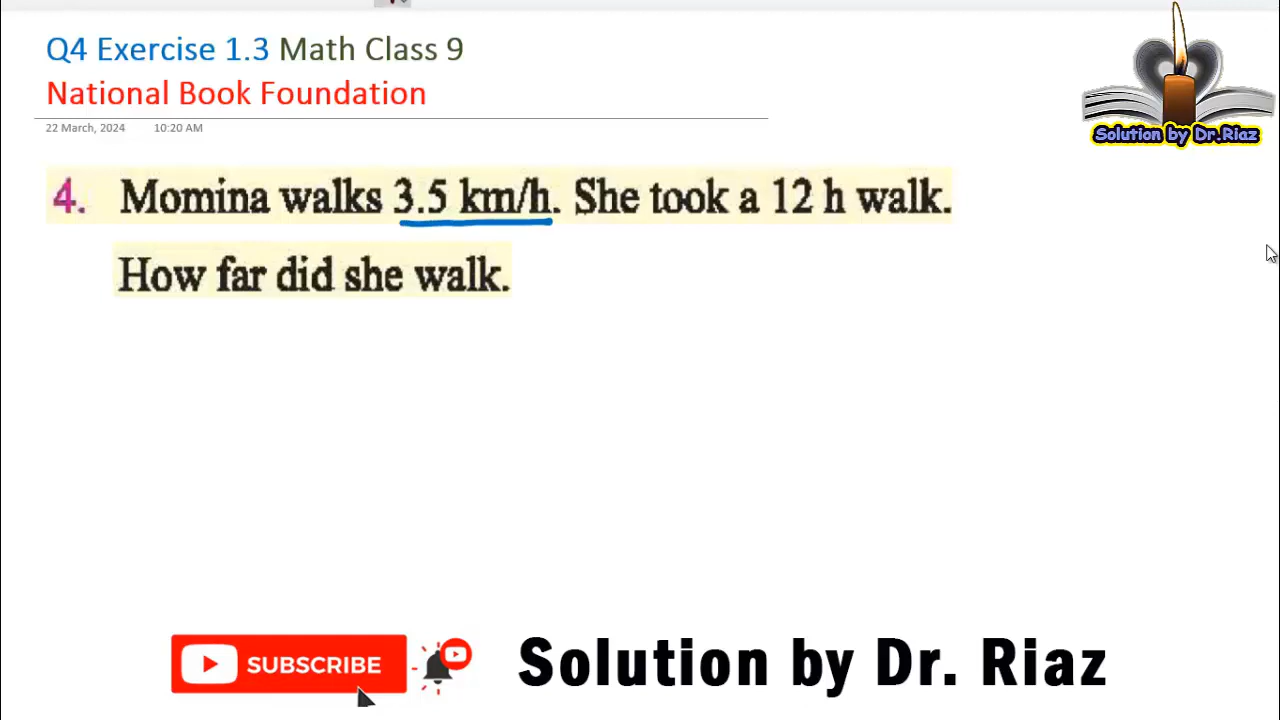 Q4 Exercise 1.3 Math Class 9
National Book Foundation
22 March, 2024 10:20 AM
Solution by Dr.Riaz
4. Momina walks 3.5 km/h. She took a 12 h walk.
How far did she walk.
SUBSCRIBE
Solution by Dr. Riaz